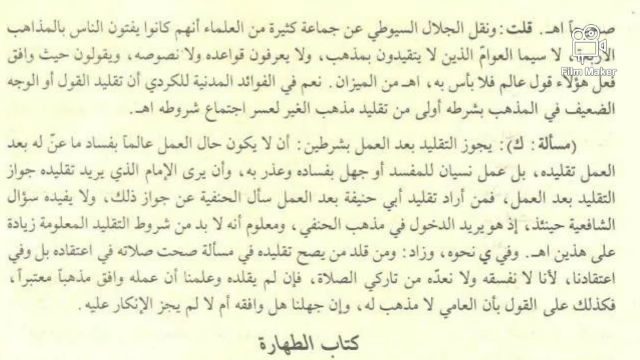 اهـ. قلت: ونقل الجلال السيوطي عن جماعة كثيرة من العلماء أنهم كانوا يفتون الناس بالمذاهب
الأربعة، لا سيما العوامّ الذين لا يتقيدون بمذهب، ولا يعرفون قواعده ولا نصوصه، ويقولون حيث وافق
فعل هؤلاء قول عالم فلا بأس به، اهـ من الميزان. نعم في الفوائد المدنية للكردي أن تقليد القول أو الوجه
الضعيف في المذهب بشرطه أولى من تقليد مذهب الغير لعسر اجتماع شروطه اهـ.
(مسألة: ك): يجوز التقليد بعد العمل بشرطين: أن لا يكون حال العمل عالماً بفساد ما عنّ له بعد
العمل تقليده، بل عمل نسيان للمفسد أو جهل بفساده وعذر به، وأن يرى الإمام الذي يريد تقليده جواز
التقليد بعد العمل، فمن أراد تقليد أبي حنيفة بعد العمل سأل الحنفية عن جواز ذلك، ولا يفيده سؤال
الشافعية حينئذ، إذ هو يريد الدخول في مذهب الحنفي، ومعلوم أنه لا بد من شروط التقليد المعلومة زيادة
على هذين اهـ. وفي ي نحوه، وزاد: ومن قلد من يصح تقليده في مسألة صحت صلاته في اعتقاده بل وفي
اعتقادنا، لأنا لا نفسقه ولا نعدّه من تاركي الصلاة، فإن لم يقلده وعلمنا أن عمله وافق مذهباً معتبراً،
فكذلك على القول بأن العامي لا مذهب له، وإن جهلنا هل وافقه أم لا لم يجز الإنكار عليه.
كتاب الطهارة
Film Maker